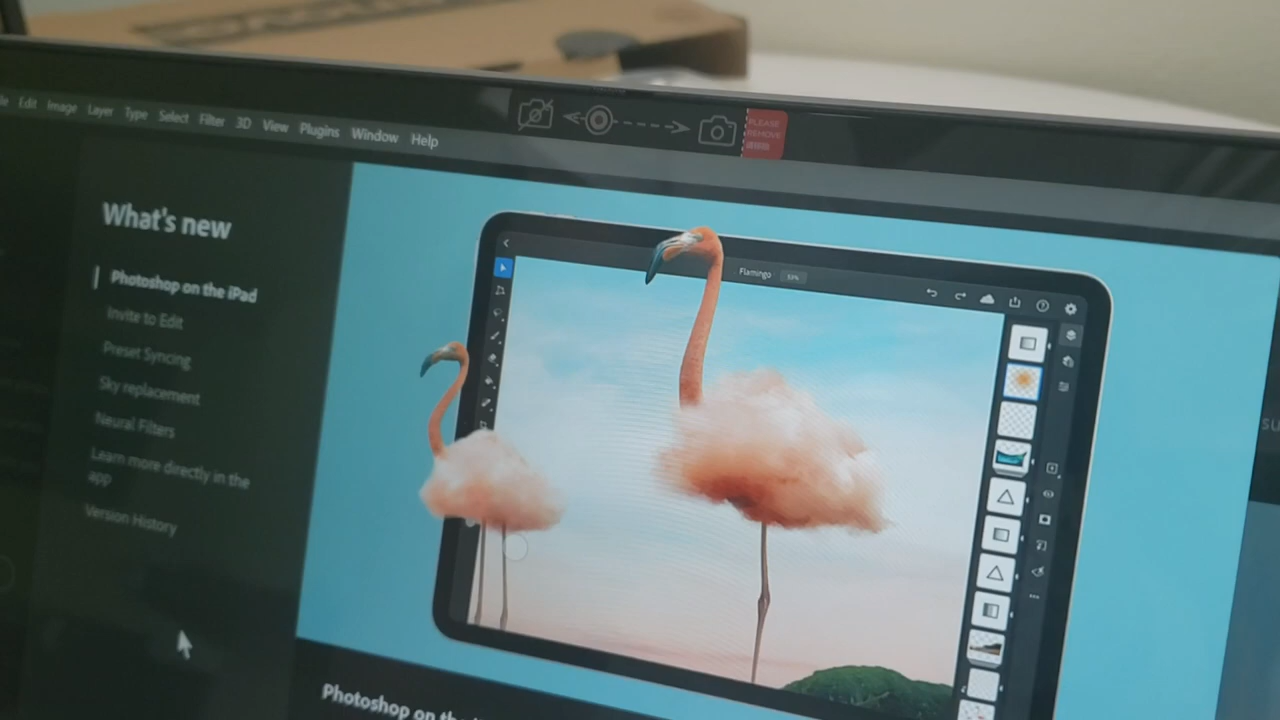 Edit Image Layer Type Select Filter 3D View Plugins Window Help
PLEASE
REMOVE
What's new
Photoshop on the iPad
Invite to Edit
Preset Syncing
Sky replacement
Neural Filters
Learn more directly in the
app
Version History
Flamingo
33%
Photoshop on the